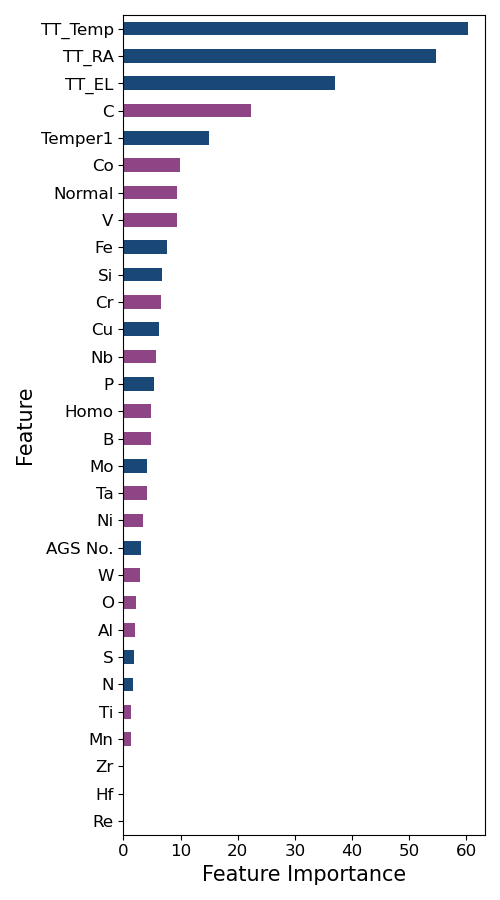 TT_Temp
TT_RA
TT_EL
C
Temper1
Co
Normal
V
Fe
Si
Cr
Cu
Nb
P
Homo
B
Mo
Ta
Ni
AGS No.
W
O
Al
S
N
Ti
Mn
Zr
Hf
Re
Feature
0 10 20 30 40 50 60
Feature Importance